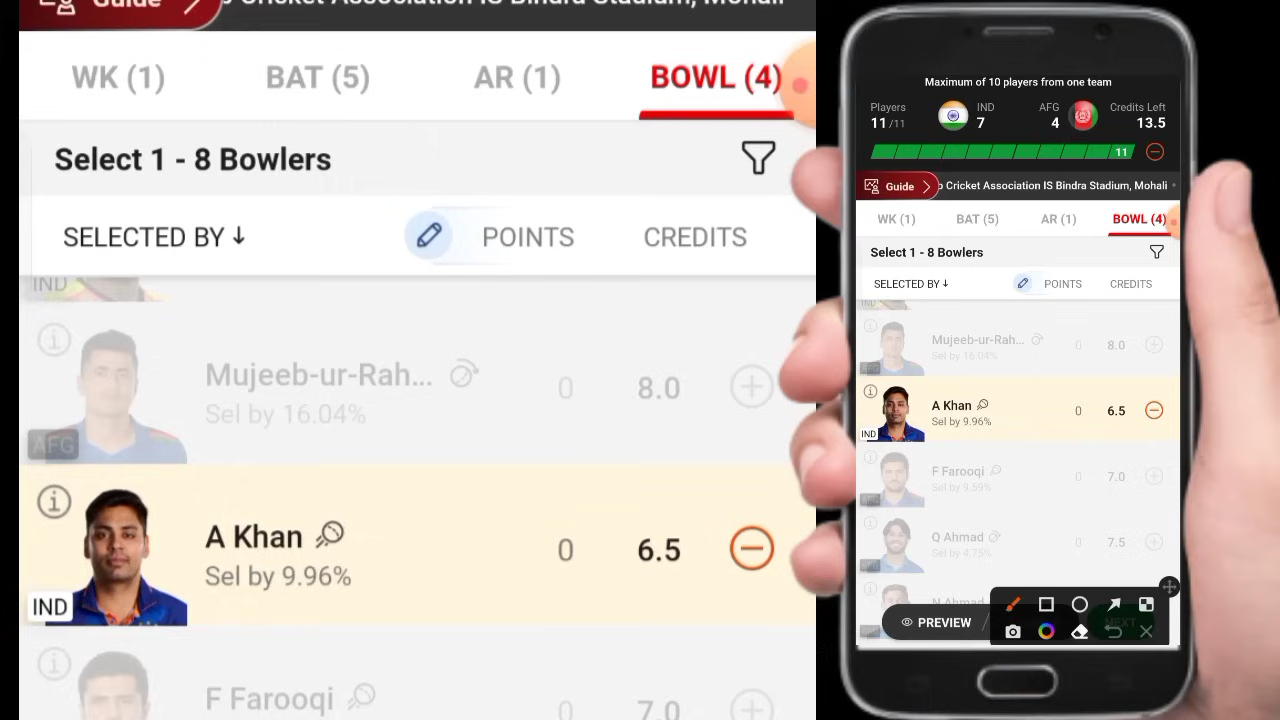 Guide
Cricket Association IS Bindra Stadium, Mohali
WK (1) BAT (5) AR (1) BOWL (4)
Select 1 - 8 Bowlers
SELECTED BY ↓ POINTS CREDITS
IND
Mujeeb-ur-Rah... 0 8.0
Sel by 16.04%
AFG
A Khan 0 6.5
Sel by 9.96%
IND
F Farooqi 0 7.0
Maximum of 10 players from one team
Players IND AFG Credits Left
11/11 7 4 13.5
11
Guide Cricket Association IS Bindra Stadium, Mohali
WK (1) BAT (5) AR (1) BOWL (4)
Select 1 - 8 Bowlers
SELECTED BY ↓ POINTS CREDITS
IND
Mujeeb-ur-Rah... 0 8.0
Sel by 16.04%
AFG
A Khan 0 6.5
Sel by 9.96%
IND
F Farooqi 0 7.0
Sel by 9.59%
Q Ahmad 0 7.5
Sel by 4.75%
N Ahmad
PREVIEW NEXT